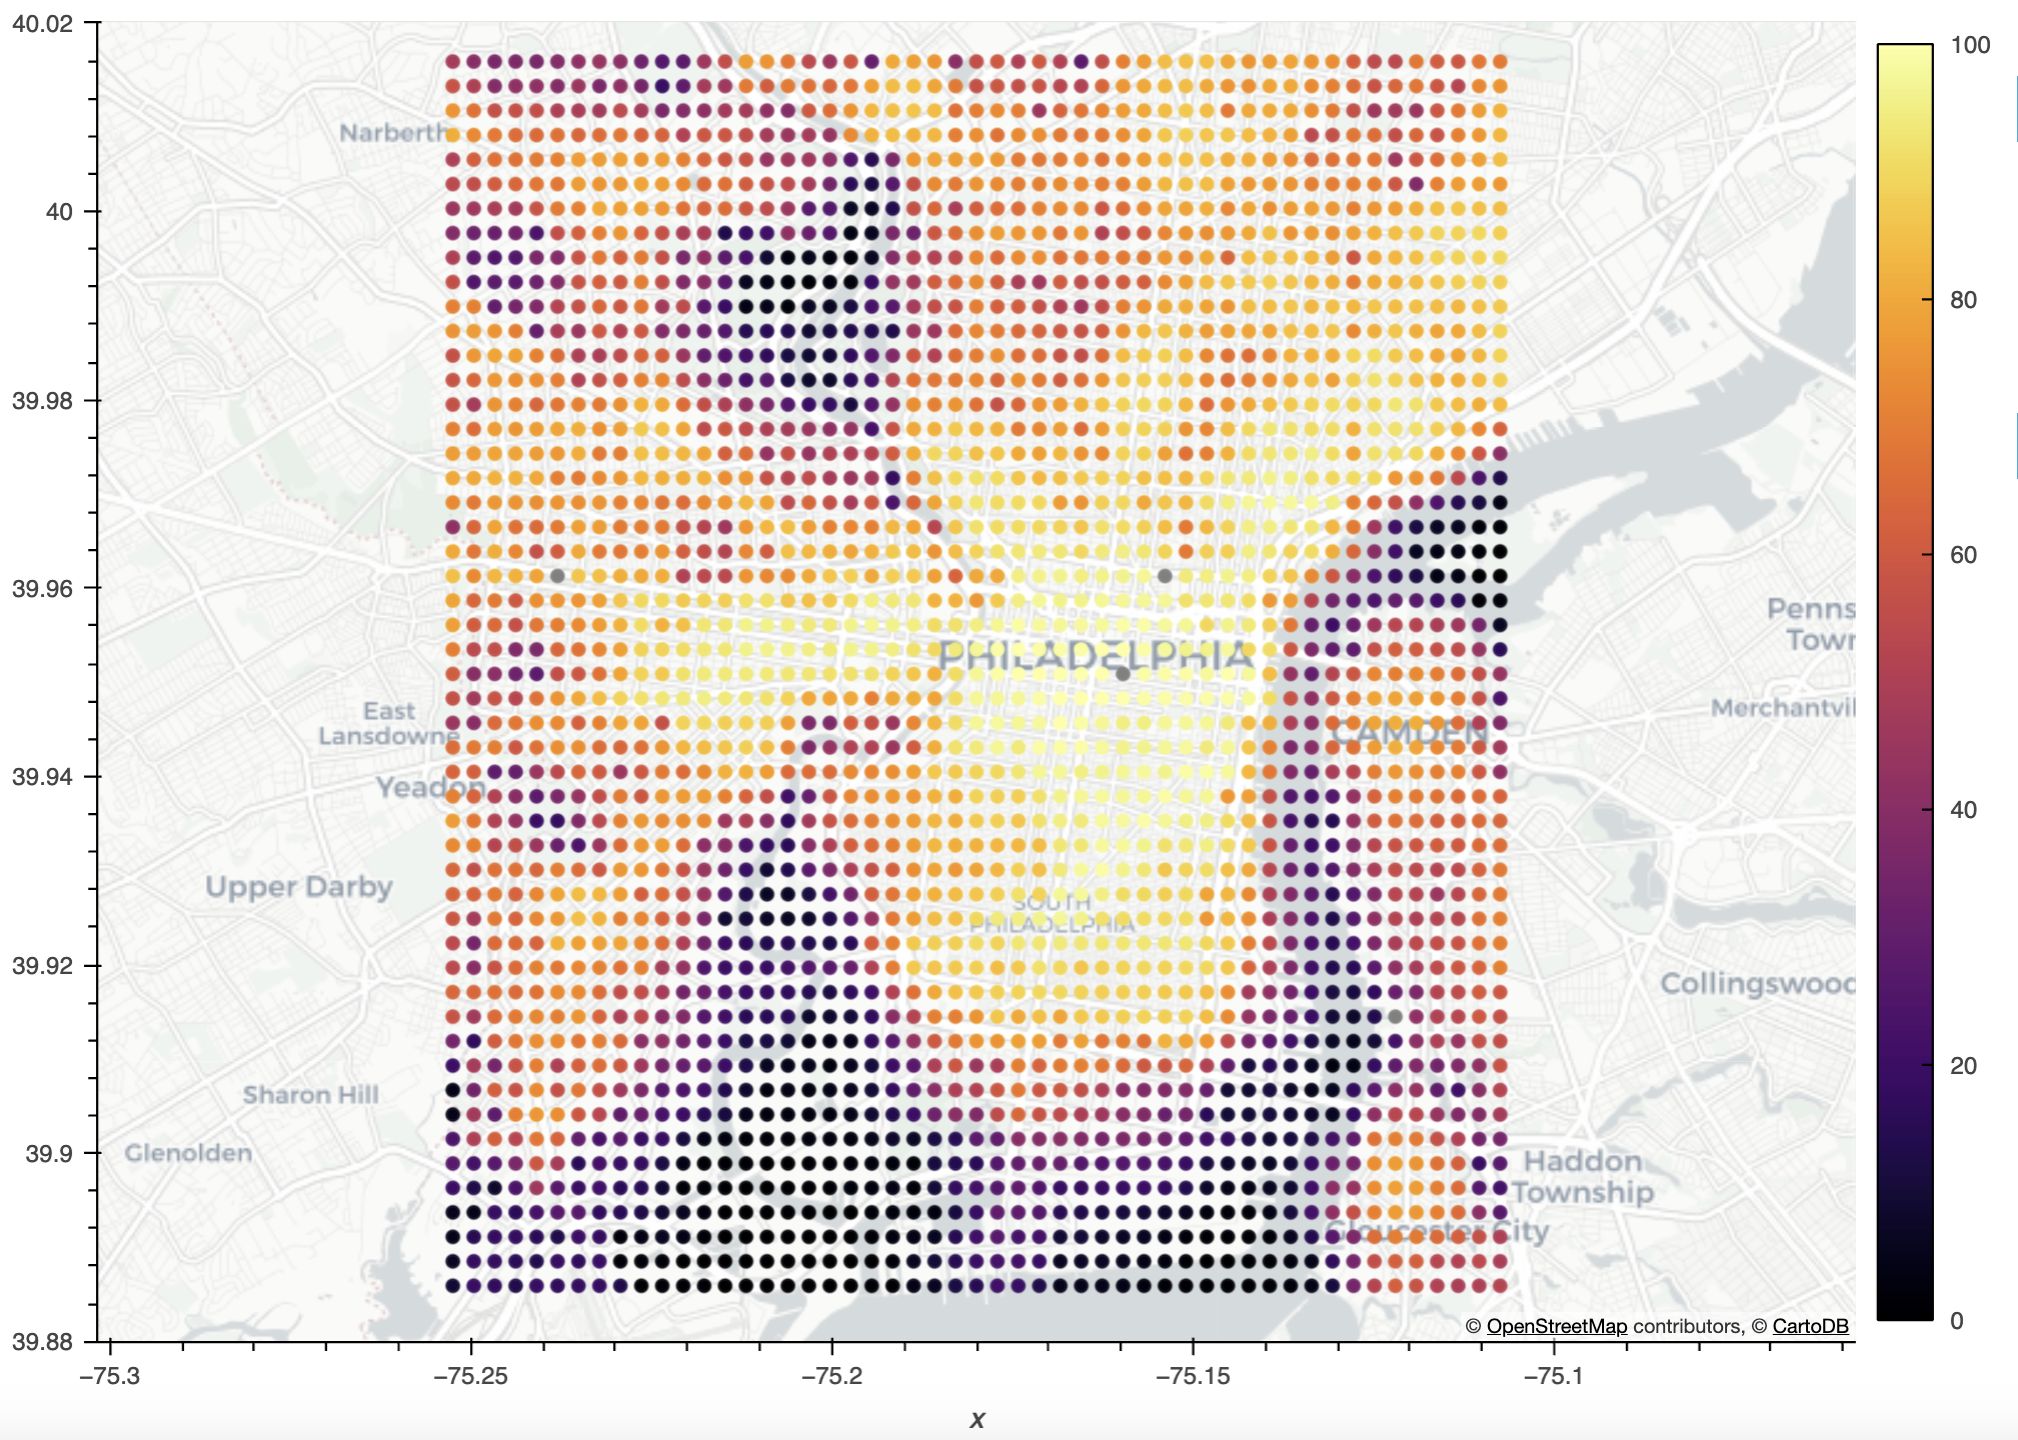 40.02
100
Narberth
40
80
39.98
60
39.96
Penns
Town
PHILADELPHIA
East
Lansdowne
Merchantvil
CAMDEN
39.94
Yeadon
40
Upper Darby
SOUTH
PHILADELPHIA
39.92
Collingswood
20
Sharon Hill
39.9
Glenolden
Haddon
Township
Gloucester City
© OpenStreetMap contributors, © CartoDB
0
39.88
−75.3
−75.25
−75.2
−75.15
−75.1
x